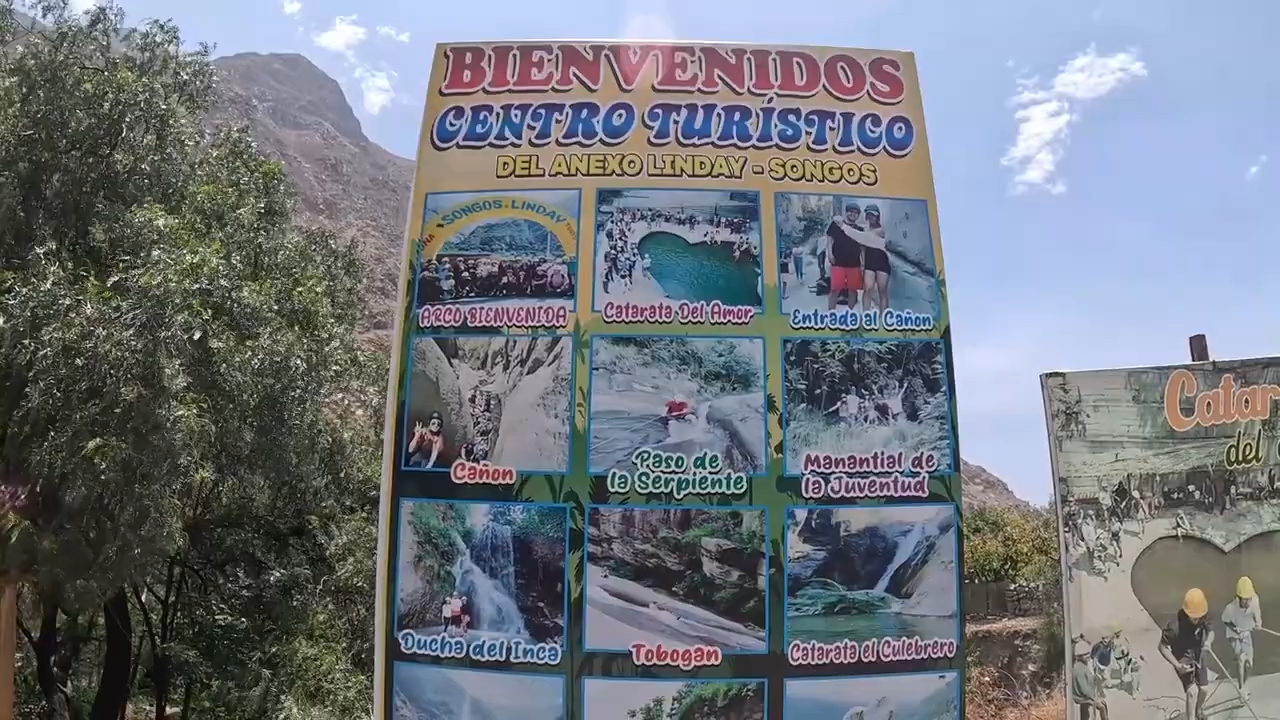 BIENVENIDOS
CENTRO TURÍSTICO
DEL ANEXO LINDAY - SONGOS
SONGOS - LINDAY
ARCO BIENVENIDA
Catarata Del Amor
Entrada al Cañon
Cañon
Paso de
la Serpiente
Manantial de
la Juventud
Ducha del Inca
Tobogan
Catarata el Culebrero
Catar
del